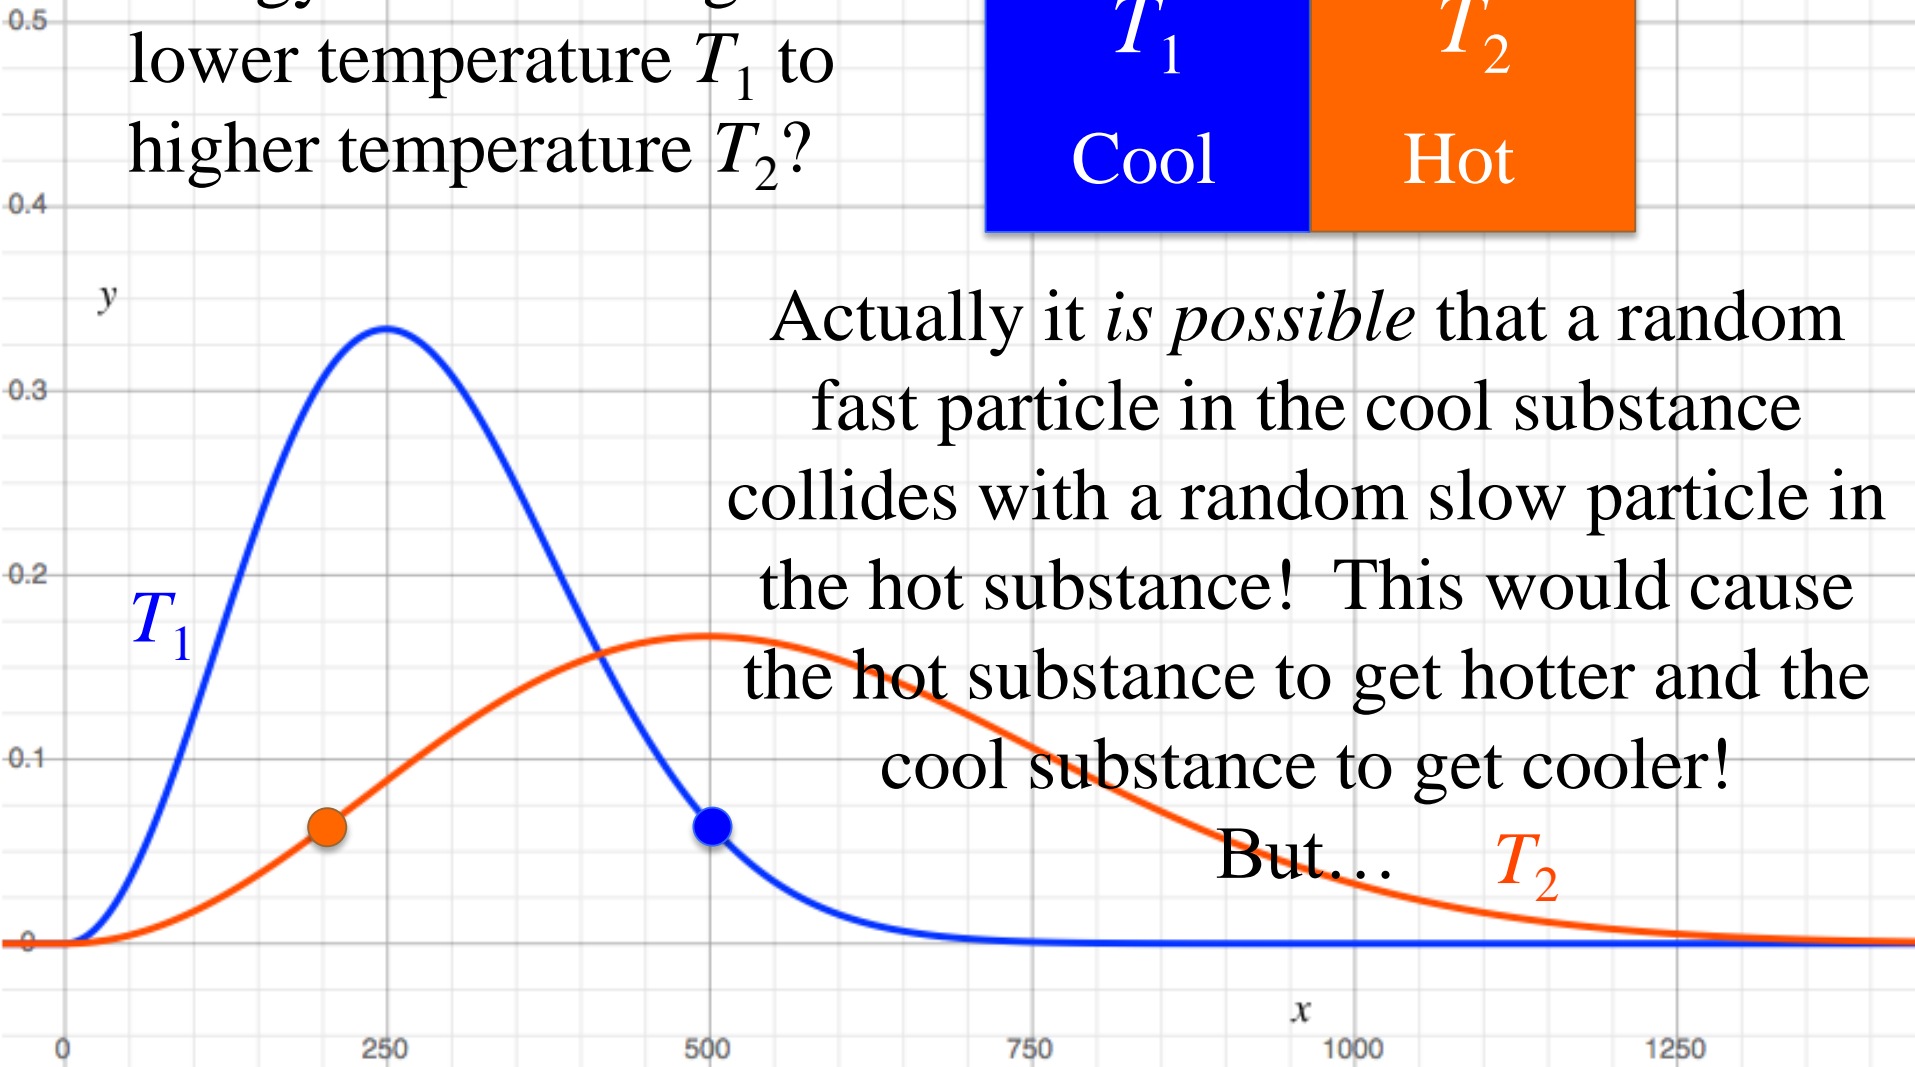 0.5
lower temperature T1 to
higher temperature T2?
T1
Cool
T2
Hot
0.4
y
Actually it is possible that a random
fast particle in the cool substance
collides with a random slow particle in
the hot substance! This would cause
the hot substance to get hotter and the
cool substance to get cooler!
But…
0.3
0.2
T1
0.1
T2
0
x
0
250
500
750
1000
1250